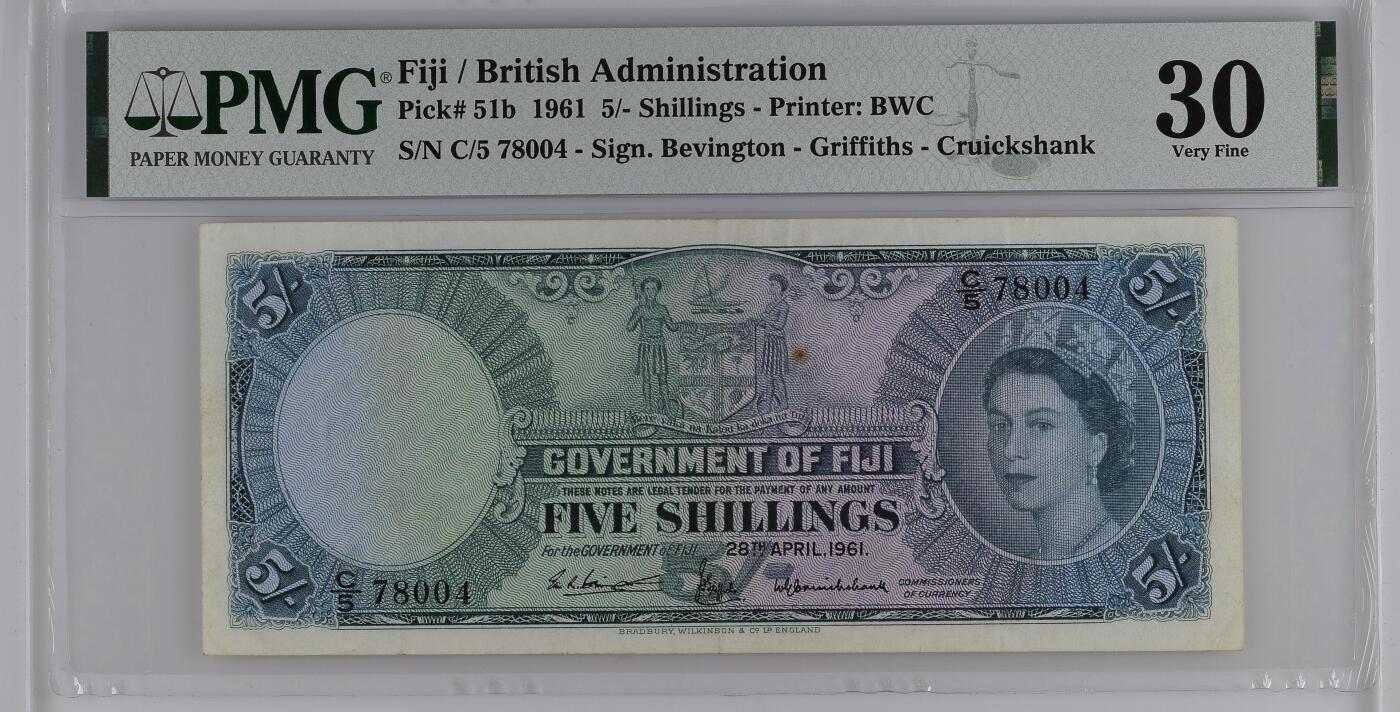 PMG®
PAPER MONEY GUARANTY
Fiji / British Administration
Pick# 51b 1961 5/- Shillings - Printer: BWC
S/N C/5 78004 - Sign. Bevington - Griffiths - Cruickshank
30
Very Fine
5/-
C/5 78004
5/-
GOVERNMENT OF FIJI
THESE NOTES ARE LEGAL TENDER FOR THE PAYMENT OF ANY AMOUNT
FIVE SHILLINGS
For the GOVERNMENT of FIJI 28TH APRIL, 1961.
5/-
C/5 78004
5/-
5/-
COMMISSIONERS
OF CURRENCY
BRADBURY, WILKINSON & Co. LD ENGLAND